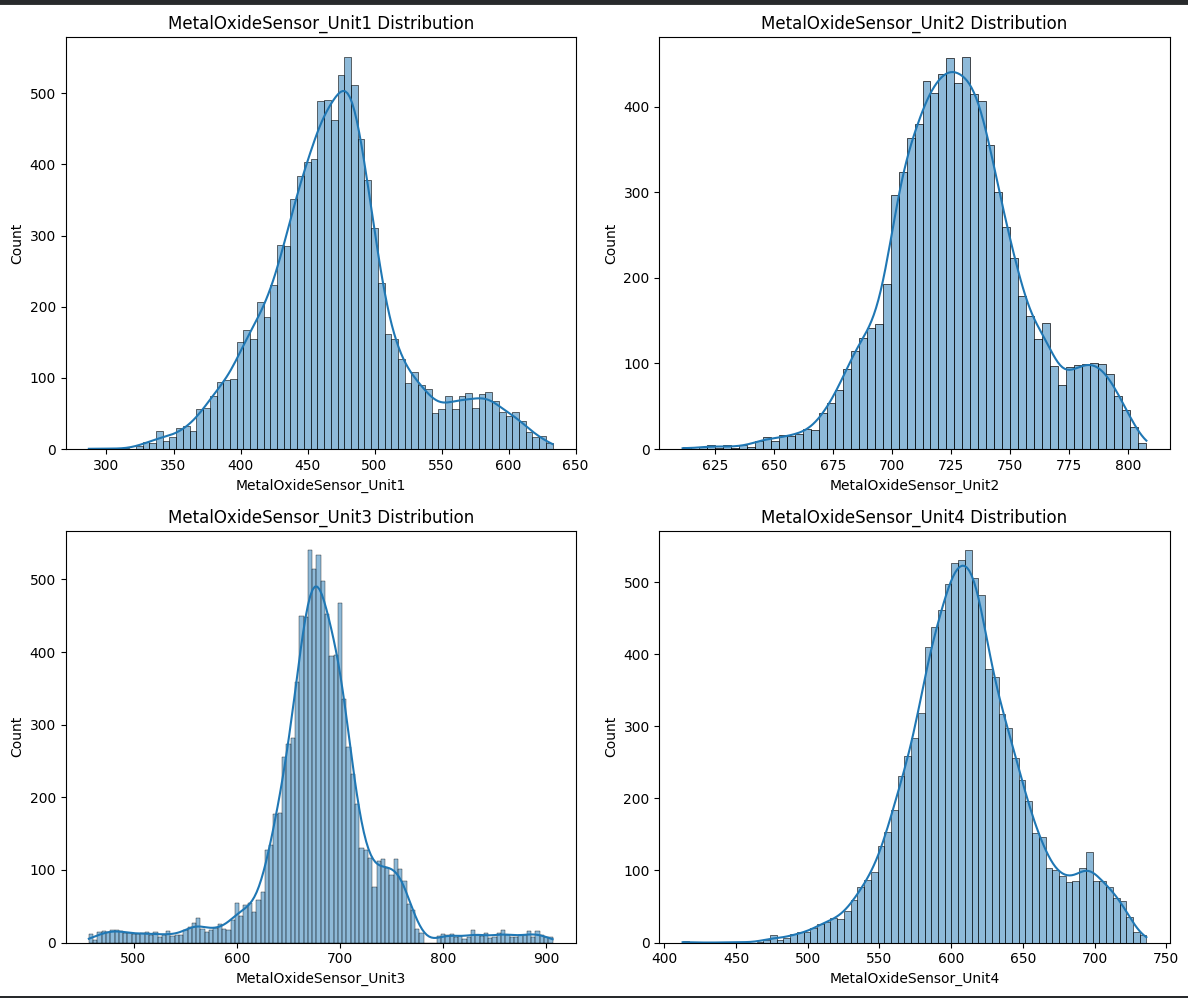 MetalOxideSensor_Unit1 Distribution
Count
500
400
300
200
100
0
300 350 400 450 500 550 600 650
MetalOxideSensor_Unit1
MetalOxideSensor_Unit2 Distribution
Count
400
300
200
100
0
625 650 675 700 725 750 775 800
MetalOxideSensor_Unit2
MetalOxideSensor_Unit3 Distribution
Count
500
400
300
200
100
0
500 600 700 800 900
MetalOxideSensor_Unit3
MetalOxideSensor_Unit4 Distribution
Count
500
400
300
200
100
0
400 450 500 550 600 650 700 750
MetalOxideSensor_Unit4